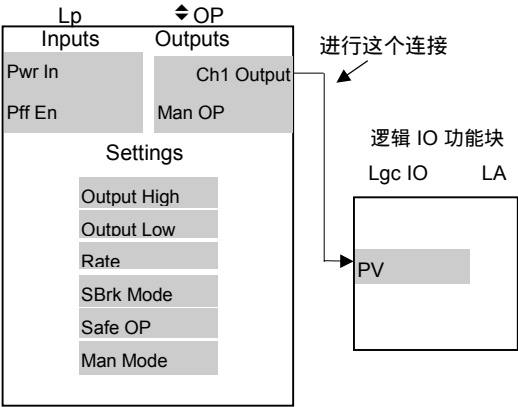 Lp OP
Inputs Outputs
进行这个连接
Pwr In Ch1 Output
Pff En Man OP
逻辑 IO 功能块
Settings
Lgc IO LA
Output High
Output Low
Rate
PV
SBrk Mode
Safe OP
Man Mode